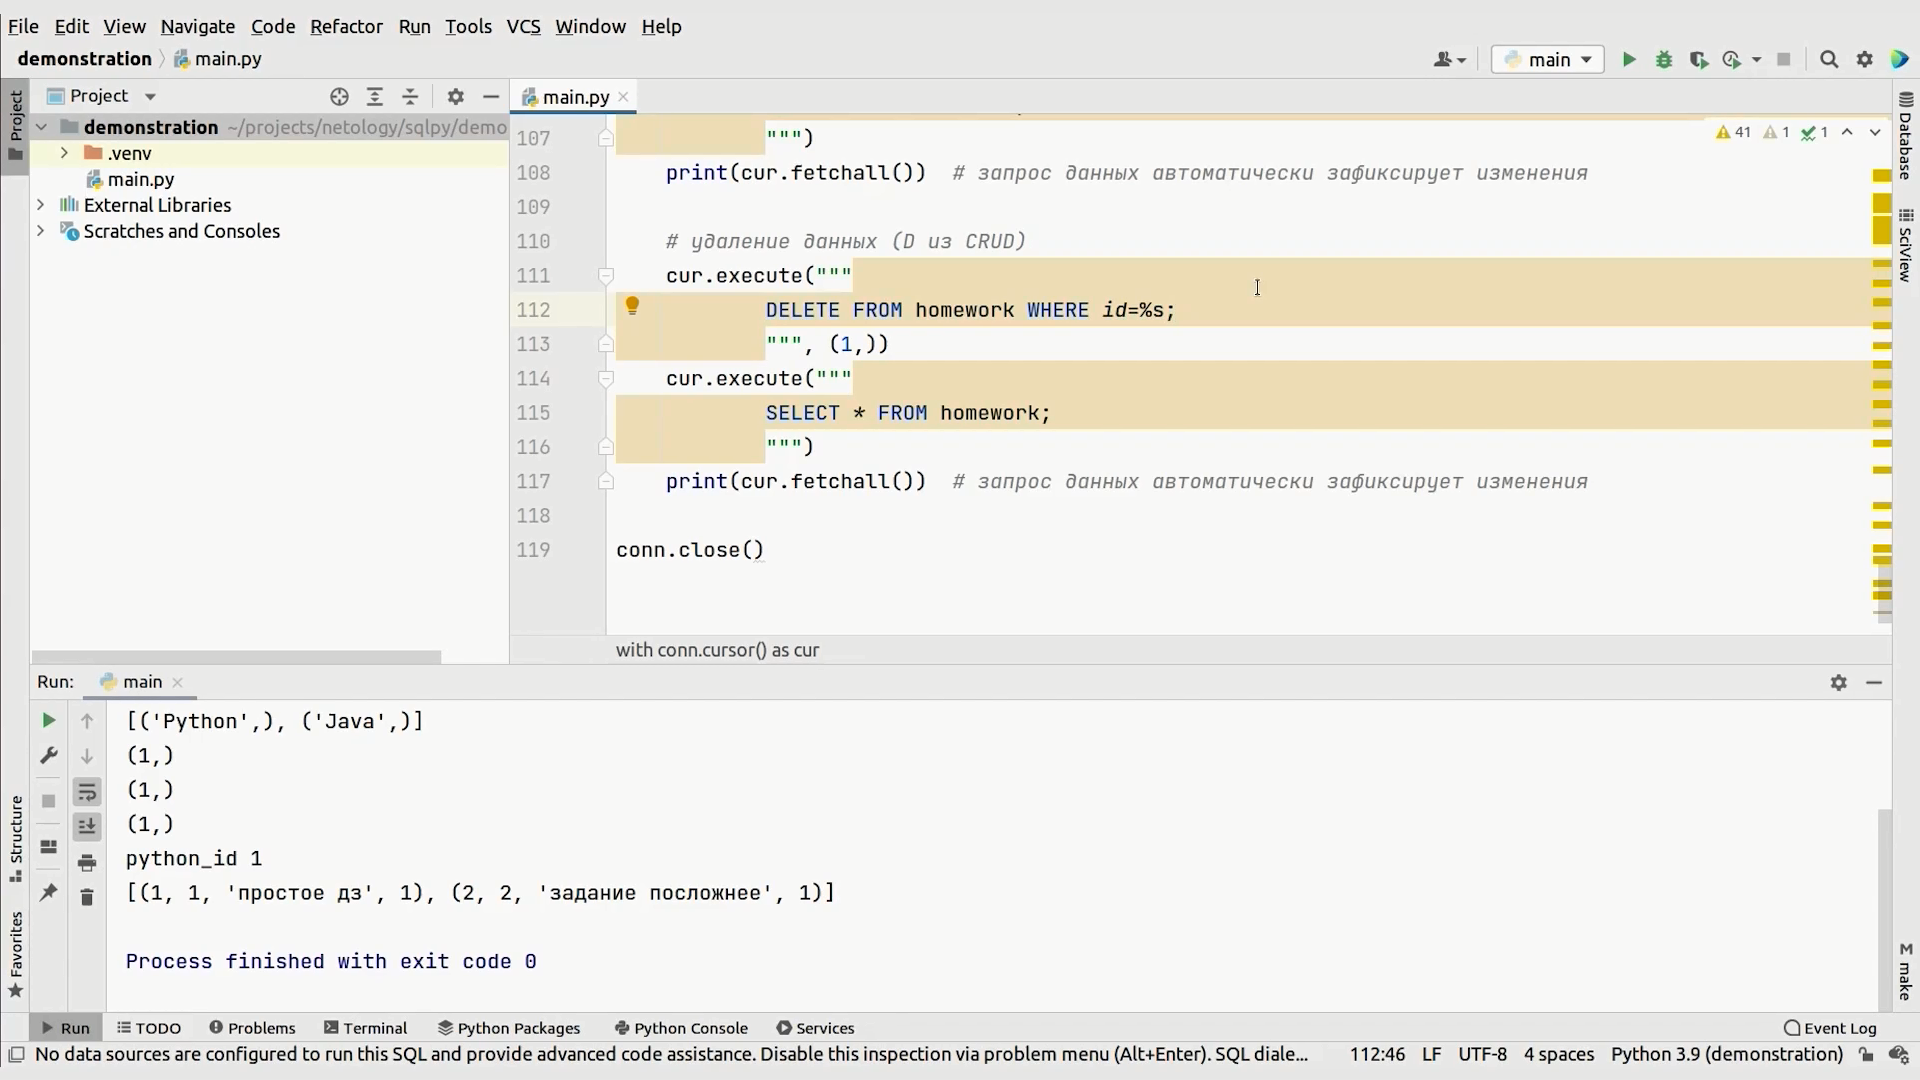 File Edit View Navigate Code Refactor Run Tools VCS Window Help
demonstration main.py main
Project
demonstration ~/projects/netology/sqlpy/demo
.venv
main.py
External Libraries
Scratches and Consoles
main.py
41 1 1
107 """)
108 print(cur.fetchall()) # запрос данных автоматически зафиксирует изменения
109
110 # удаление данных (D из CRUD)
111 cur.execute("""
112 DELETE FROM homework WHERE id=%s;
113 """, (1,))
114 cur.execute("""
115 SELECT * FROM homework;
116 """)
117 print(cur.fetchall()) # запрос данных автоматически зафиксирует изменения
118
119 conn.close()
with conn.cursor() as cur
Project
Structure
Favorites
Database
SciView
make
Run: main
[('Python',), ('Java',)]
(1,)
(1,)
(1,)
python_id 1
[(1, 1, 'простое дз', 1), (2, 2, 'задание посложнее', 1)]
Process finished with exit code 0
Run TODO Problems Terminal Python Packages Python Console Services Event Log
No data sources are configured to run this SQL and provide advanced code assistance. Disable this inspection via problem menu (Alt+Enter). SQL diale... 112:46 LF UTF-8 4 spaces Python 3.9 (demonstration)